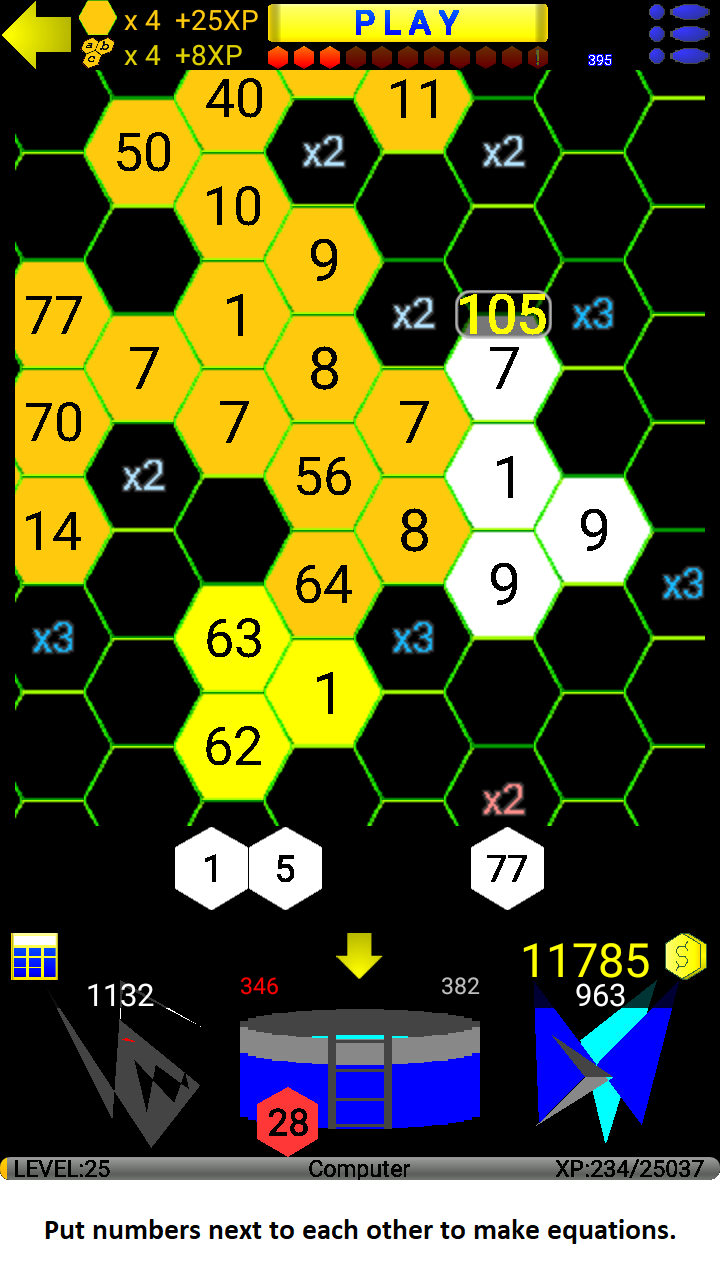 x 4 +25XP
PLAY
a b c x 4 +8XP
395
40 11
50 x2 x2
10
9
77 1 x2 105 x3
7 8 7
70 7 7
x2 56 1
14 8 9
64 9 x3
x3 63 x3
1
62
x2
1 5 77
11785 $
1132 346 382 963
28
LEVEL:25 Computer XP:234/25037
Put numbers next to each other to make equations.